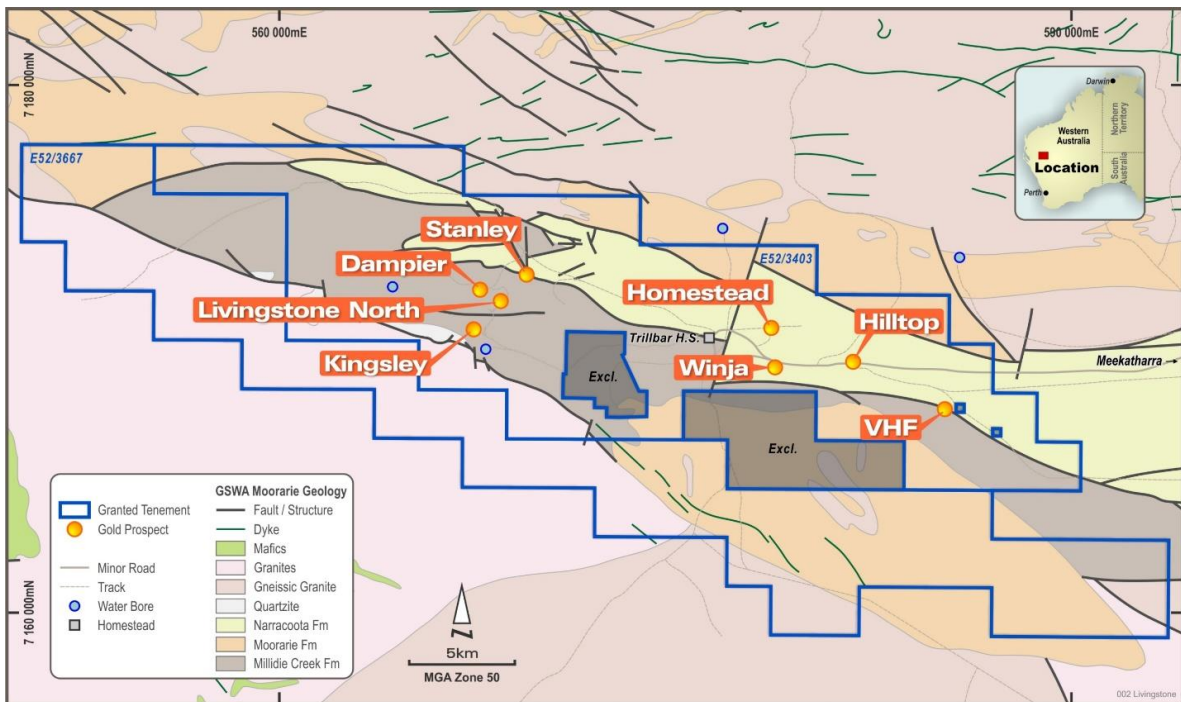 560 000mE
590 000mE
7 180 000mN
7 160 000mN
E52/3667
E52/3403
Darwin
Western
Australia
Northern
Territory
South
Australia
Location
Perth
Stanley
Dampier
Livingstone North
Kingsley
Homestead
Hilltop
Trillbar H.S.
Winja
Meekatharra
VHF
Excl.
Excl.
Granted Tenement
Gold Prospect
Minor Road
Track
Water Bore
Homestead
GSWA Moorarie Geology
Fault / Structure
Dyke
Mafics
Granites
Gneissic Granite
Quartzite
Narracoota Fm
Moorarie Fm
Millidie Creek Fm
N
5km
MGA Zone 50
002 Livingstone